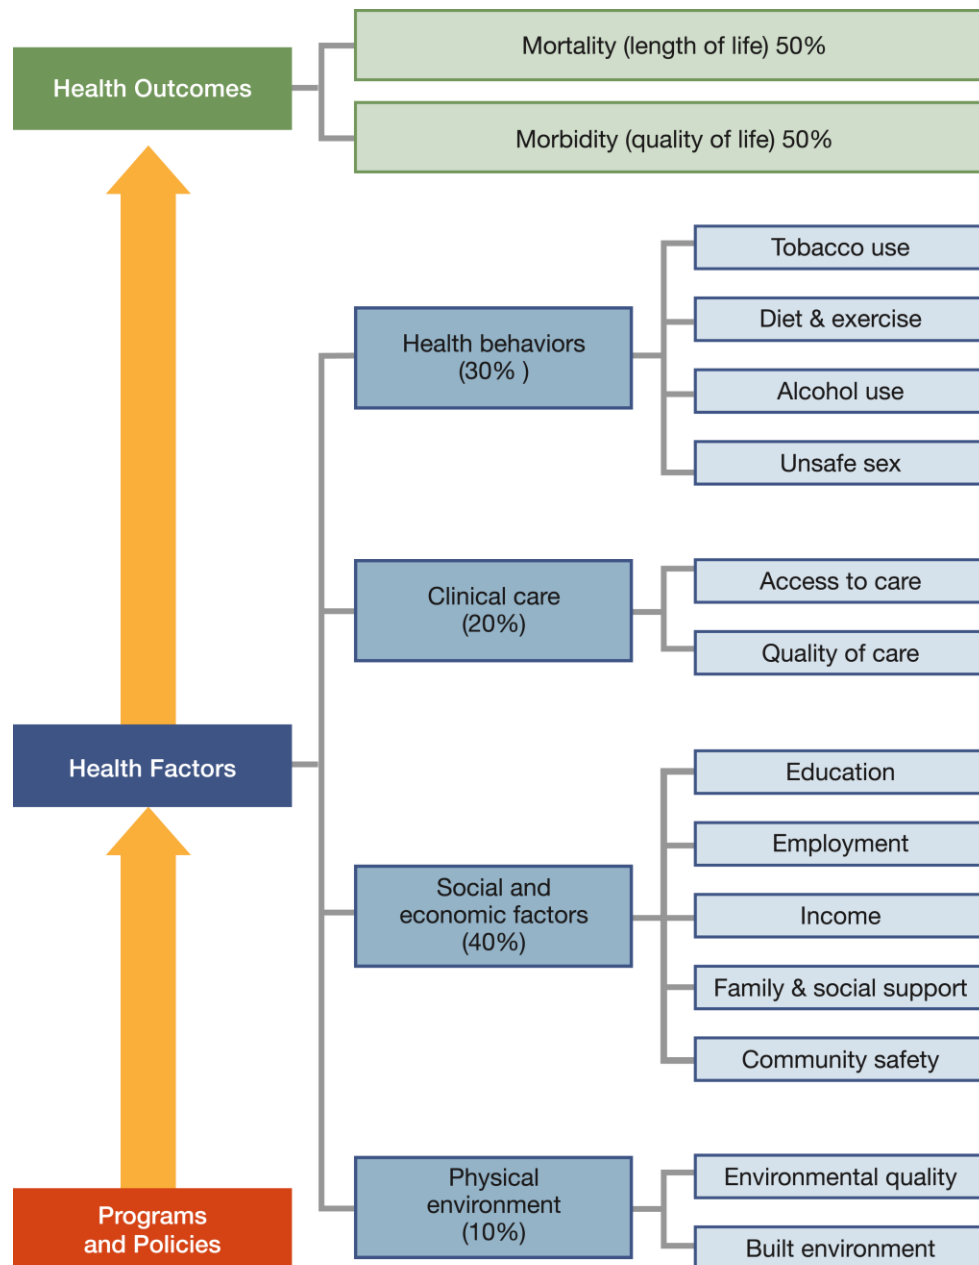 Health Outcomes
Mortality (length of life) 50%
Morbidity (quality of life) 50%
Health Factors
Health behaviors
(30% )
Tobacco use
Diet & exercise
Alcohol use
Unsafe sex
Clinical care
(20%)
Access to care
Quality of care
Social and
economic factors
(40%)
Education
Employment
Income
Family & social support
Community safety
Physical
environment
(10%)
Environmental quality
Built environment
Programs
and Policies